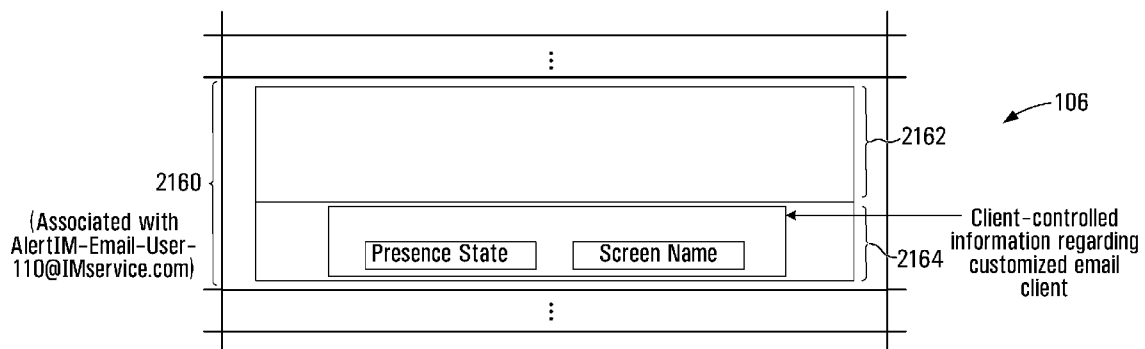 ⋮
106
2162
2160
(Associated with
AlertIM-Email-User-
110@IMservice.com)
Client-controlled
information regarding
customized email
client
Presence State
Screen Name
2164
⋮